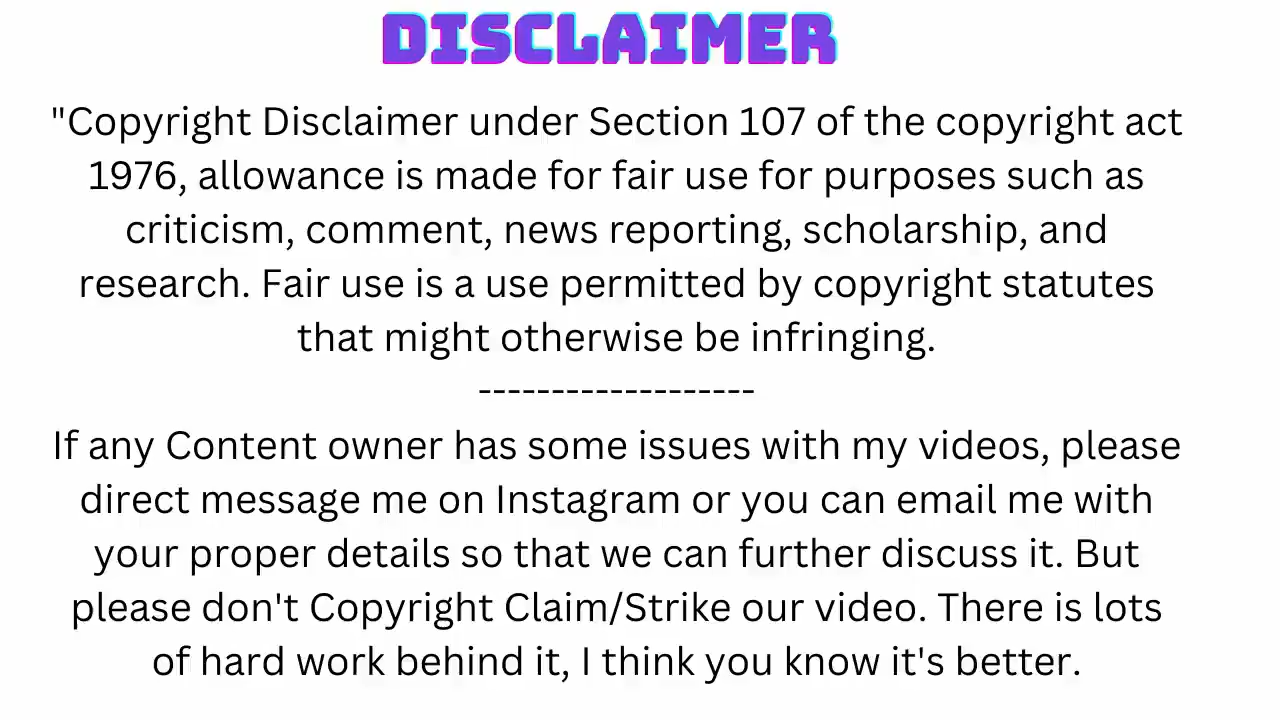 DISCLAIMER
"Copyright Disclaimer under Section 107 of the copyright act
1976, allowance is made for fair use for purposes such as
criticism, comment, news reporting, scholarship, and
research. Fair use is a use permitted by copyright statutes
that might otherwise be infringing.
-------------------
If any Content owner has some issues with my videos, please
direct message me on Instagram or you can email me with
your proper details so that we can further discuss it. But
please don't Copyright Claim/Strike our video. There is lots
of hard work behind it, I think you know it's better.